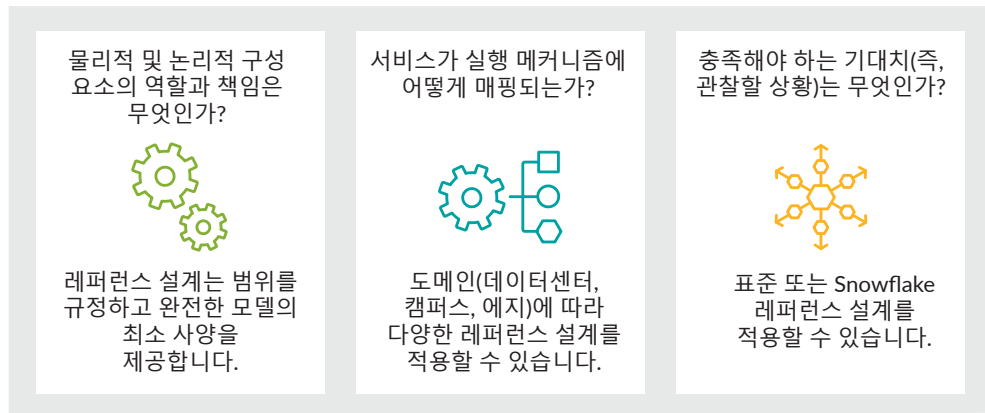 물리적 및 논리적 구성
요소의 역할과 책임은
무엇인가?
레퍼런스 설계는 범위를
규정하고 완전한 모델의
최소 사양을
제공합니다.
서비스가 실행 메커니즘에
어떻게 매핑되는가?
도메인(데이터센터,
캠퍼스, 에지)에 따라
다양한 레퍼런스 설계를
적용할 수 있습니다.
충족해야 하는 기대치(즉,
관찰할 상황)는 무엇인가?
표준 또는 Snowflake
레퍼런스 설계를
적용할 수 있습니다.